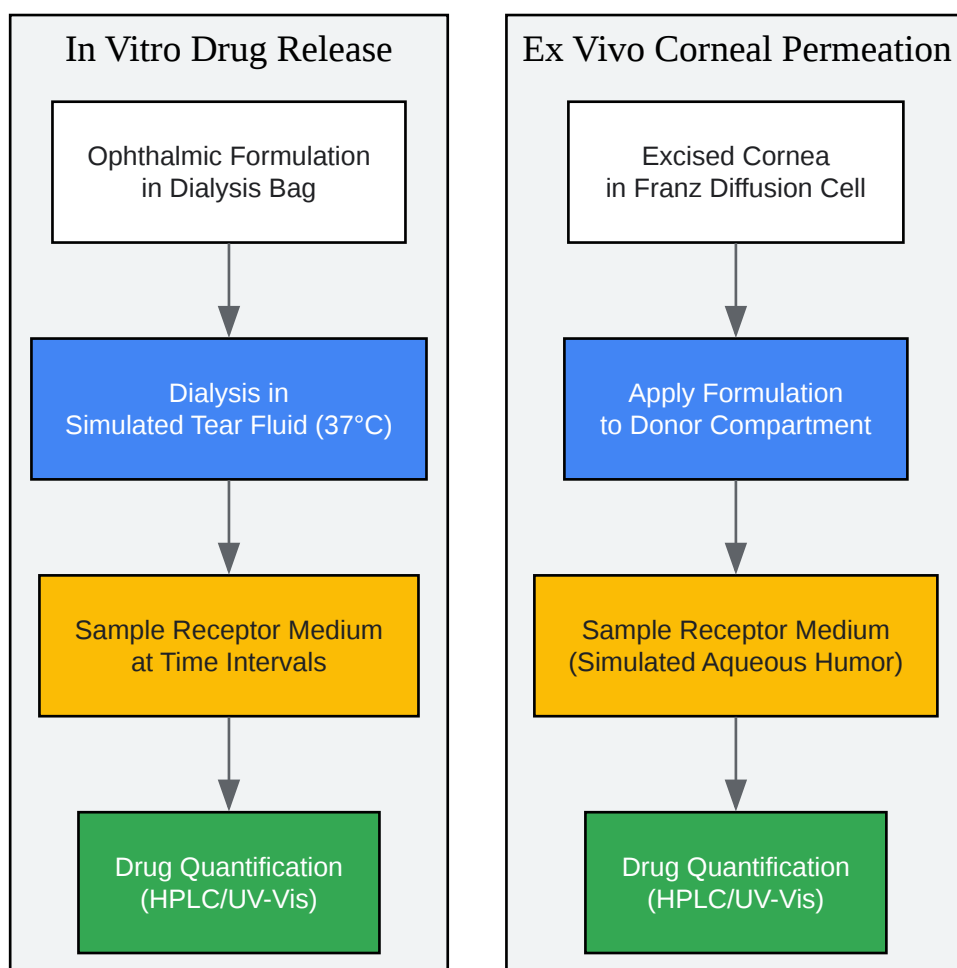 In Vitro Drug Release
Ophthalmic Formulation
in Dialysis Bag
Dialysis in
Simulated Tear Fluid (37°C)
Sample Receptor Medium
at Time Intervals
Drug Quantification
(HPLC/UV-Vis)
Ex Vivo Corneal Permeation
Excised Cornea
in Franz Diffusion Cell
Apply Formulation
to Donor Compartment
Sample Receptor Medium
(Simulated Aqueous Humor)
Drug Quantification
(HPLC/UV-Vis)